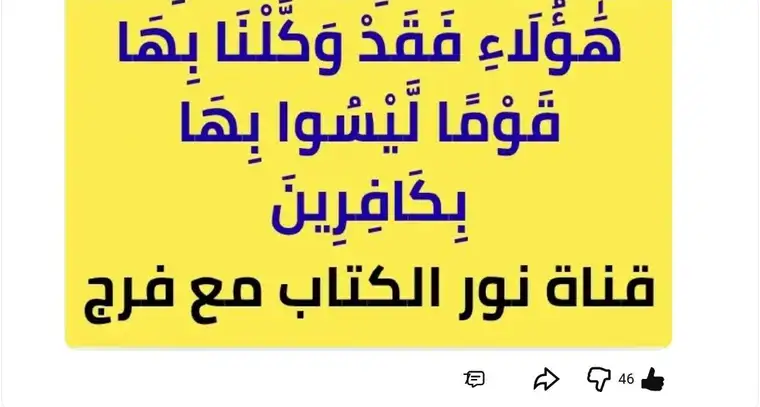 هَٰؤُلَاءِ فَقَدْ وَكَّلْنَا بِهَا
قَوْمًا لَّيْسُوا بِهَا
بِكَافِرِينَ
قناة نور الكتاب مع فرج
46